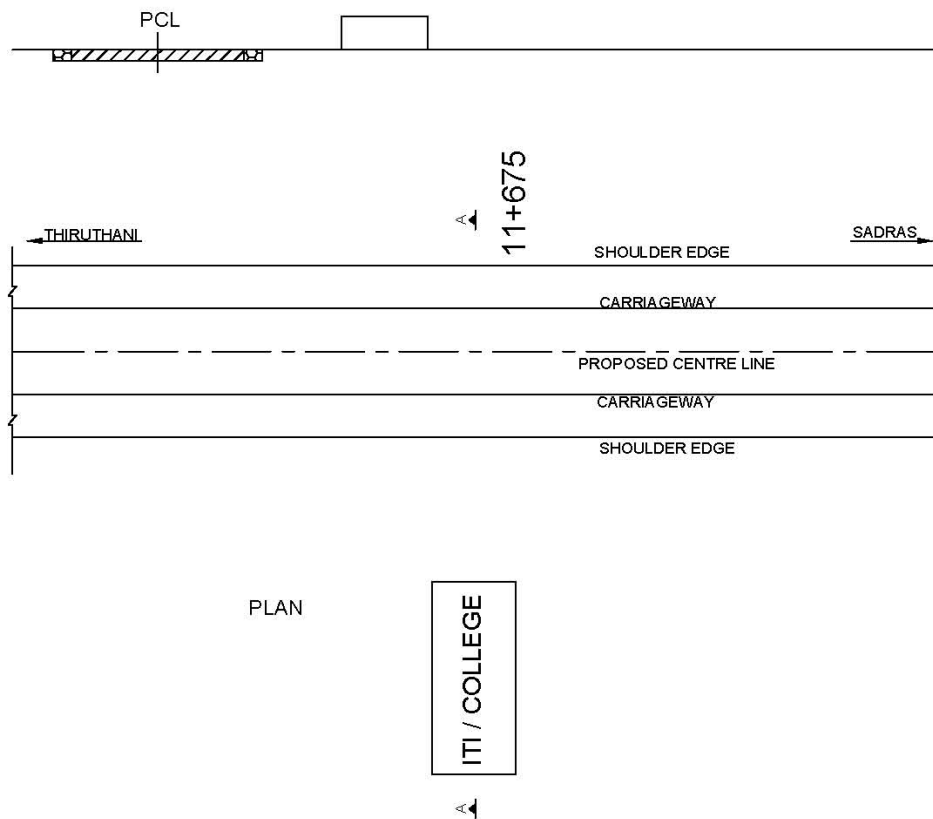 PCL
A
11+675
THIRUTHANI
SADRAS
SHOULDER EDGE
CARRIAGEWAY
PROPOSED CENTRE LINE
CARRIAGEWAY
SHOULDER EDGE
PLAN
ITI / COLLEGE
A